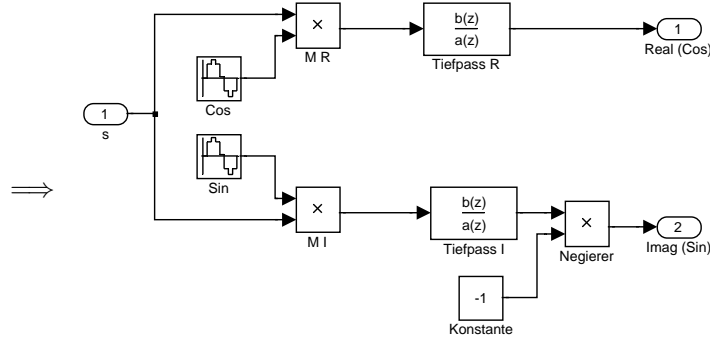 ×
M R
b(z)
a(z)
Tiefpass R
1
Real (Cos)
Cos
1
s
⟹
Sin
×
M I
b(z)
a(z)
Tiefpass I
×
Negierer
2
Imag (Sin)
-1
Konstante